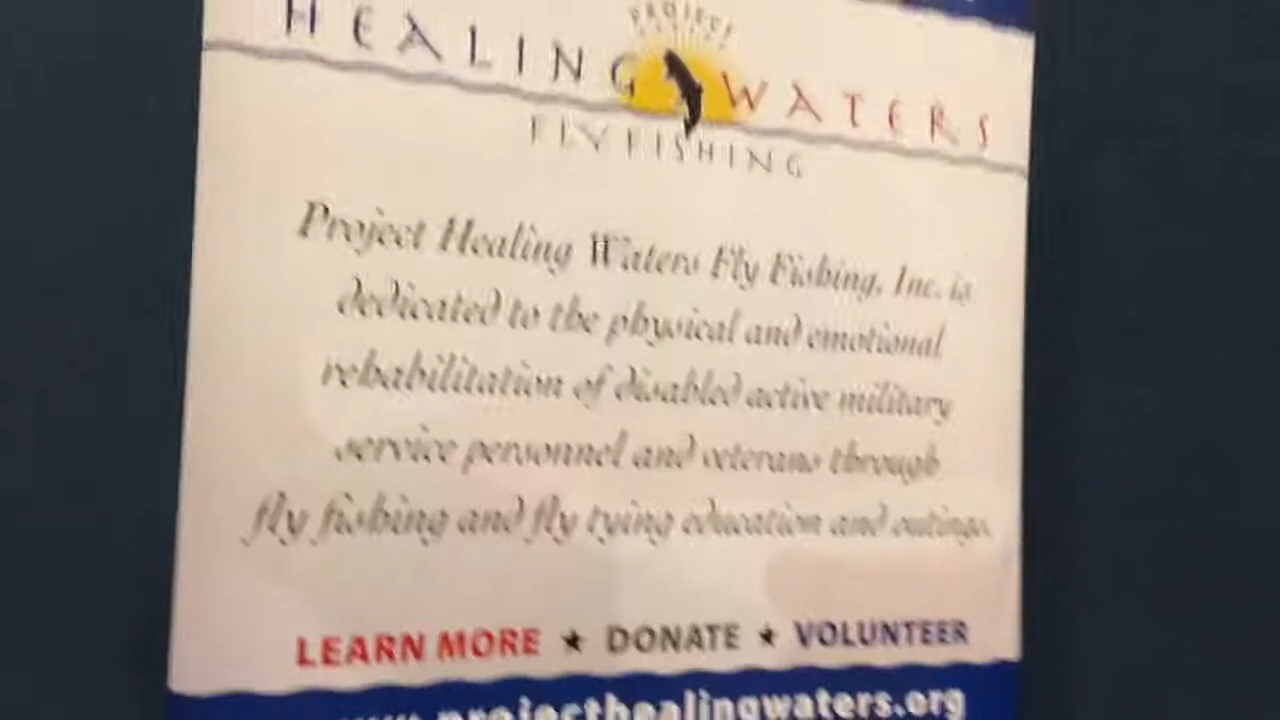 PROJECT
HEALING WATERS
FLY FISHING
Project Healing Waters Fly Fishing, Inc. is
dedicated to the physical and emotional
rehabilitation of disabled active military
service personnel and veterans through
fly fishing and fly tying education and outings.
LEARN MORE ★ DONATE ★ VOLUNTEER
www.projecthealingwaters.org